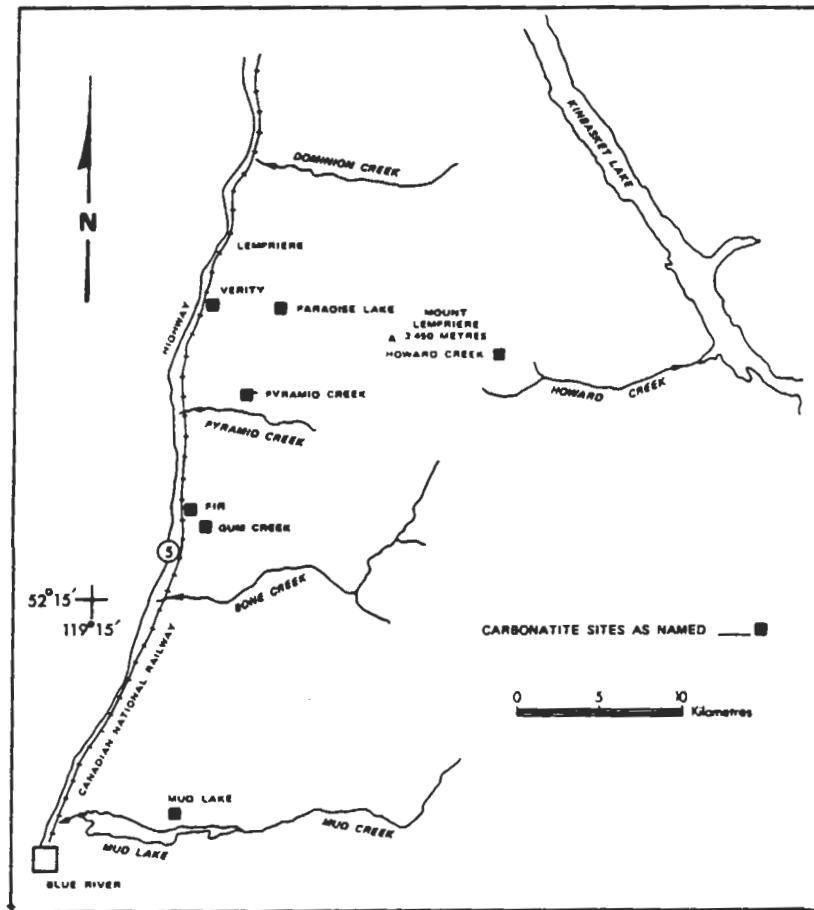 KINBASKET LAKE
DOMINION CREEK
N
LEMPRIERE
VERITY
PARADISE LAKE
MOUNT
LEMPRIERE
3 450 METRES
HOWARD CREEK
HIGHWAY
HOWARD CREEK
PYRAMID CREEK
PYRAMID CREEK
FIR
GUM CREEK
5
BONE CREEK
52°15′
119°15′
CARBONATITE SITES AS NAMED
0 5 10
Kilometres
CANADIAN NATIONAL RAILWAY
MUD LAKE
MUD CREEK
MUD LAKE
BLUE RIVER